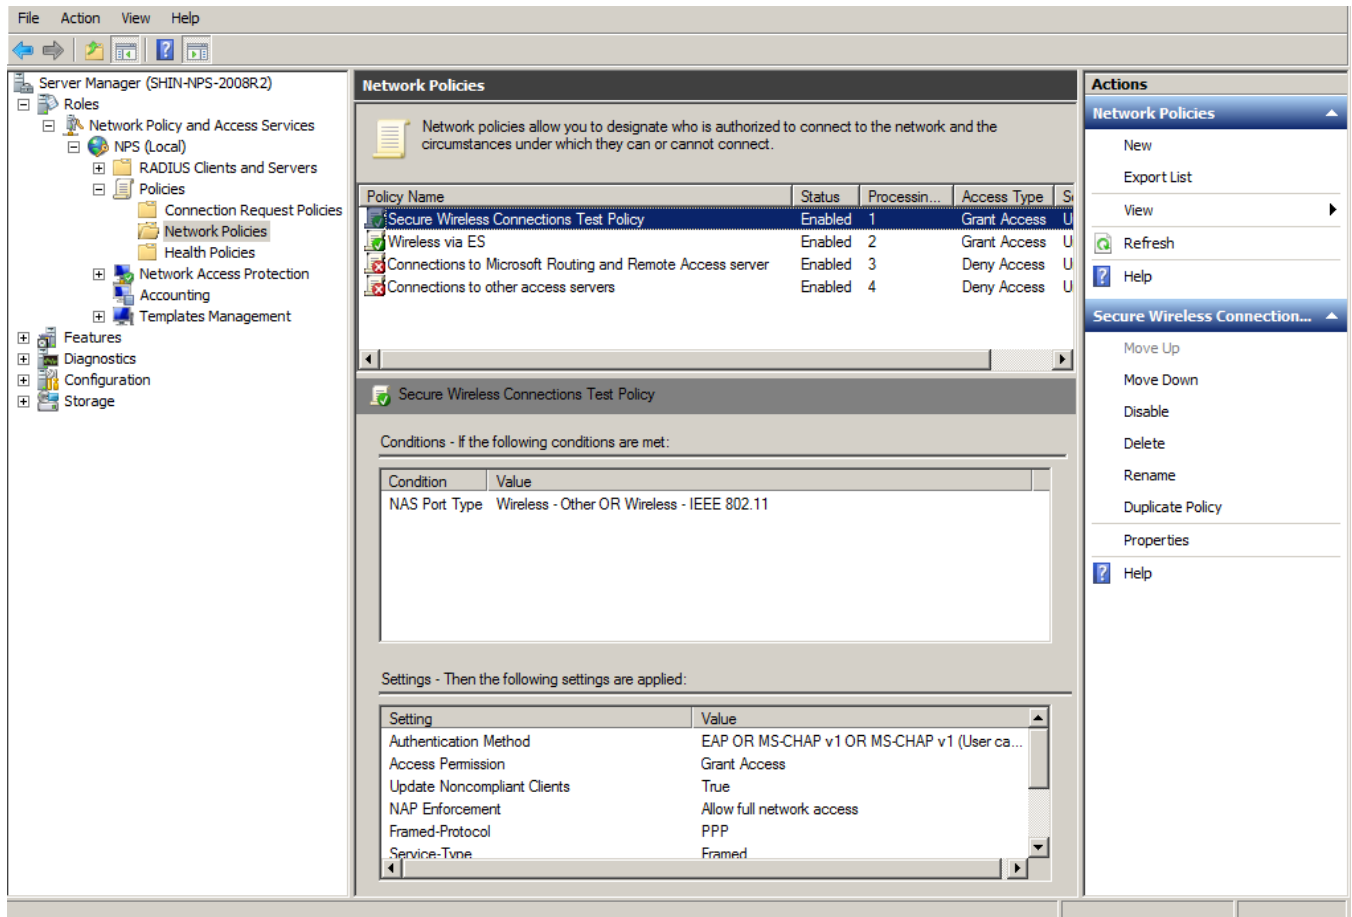 File Action View Help
Server Manager (SHIN-NPS-2008R2)
Roles
Network Policy and Access Services
NPS (Local)
RADIUS Clients and Servers
Policies
Connection Request Policies
Network Policies
Health Policies
Network Access Protection
Accounting
Templates Management
Features
Diagnostics
Configuration
Storage
Network Policies
Network policies allow you to designate who is authorized to connect to the network and the
circumstances under which they can or cannot connect.
Policy Name Status Processin... Access Type S
Secure Wireless Connections Test Policy Enabled 1 Grant Access U
Wireless via ES Enabled 2 Grant Access U
Connections to Microsoft Routing and Remote Access server Enabled 3 Deny Access U
Connections to other access servers Enabled 4 Deny Access U
Secure Wireless Connections Test Policy
Conditions - If the following conditions are met:
Condition Value
NAS Port Type Wireless - Other OR Wireless - IEEE 802.11
Settings - Then the following settings are applied:
Setting Value
Authentication Method EAP OR MS-CHAP v1 OR MS-CHAP v1 (User ca...
Access Permission Grant Access
Update Noncompliant Clients True
NAP Enforcement Allow full network access
Framed-Protocol PPP
Service-Type Framed
Actions
Network Policies
New
Export List
View
Refresh
Help
Secure Wireless Connection...
Move Up
Move Down
Disable
Delete
Rename
Duplicate Policy
Properties
Help